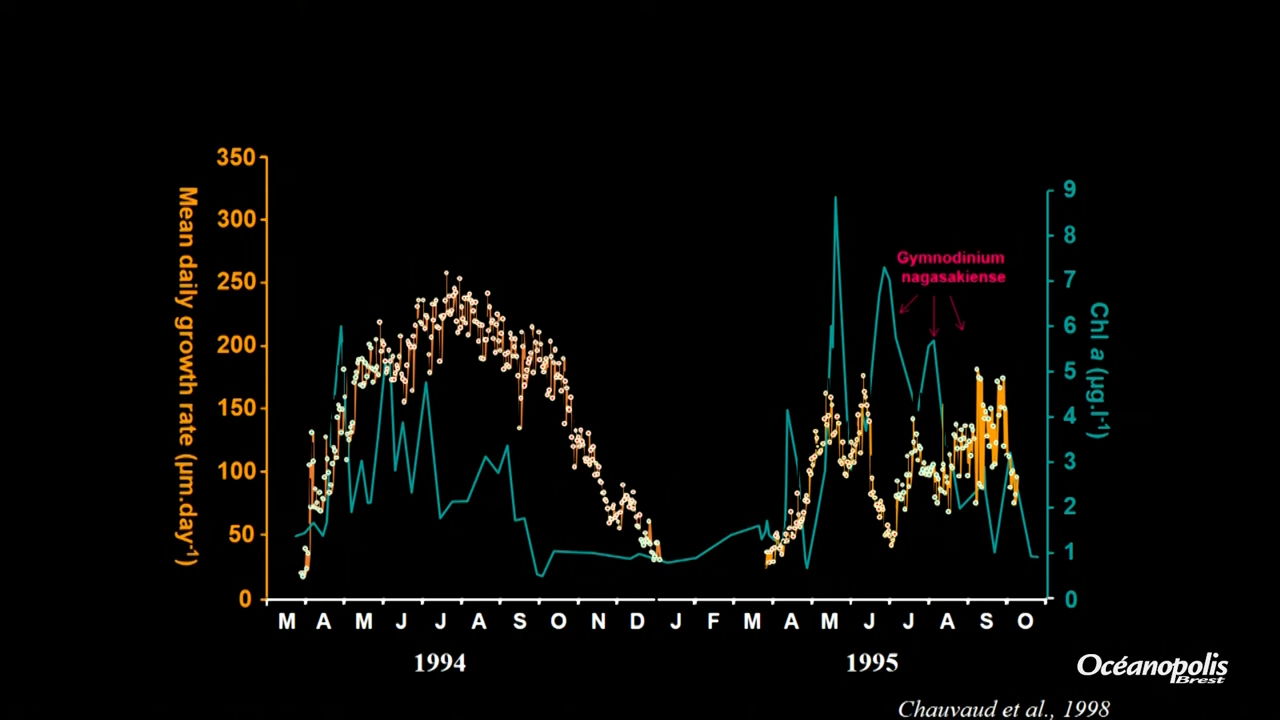 350
300
250
200
150
100
50
0
Mean daily growth rate (µm.day-1)
9
8
7
6
5
4
3
2
1
0
Chl a (µg.l-1)
Gymnodinium
nagasakiense
M A M J J A S O N D J F M A M J J A S O
1994 1995
Océanopolis
Brest
Chauvaud et al., 1998